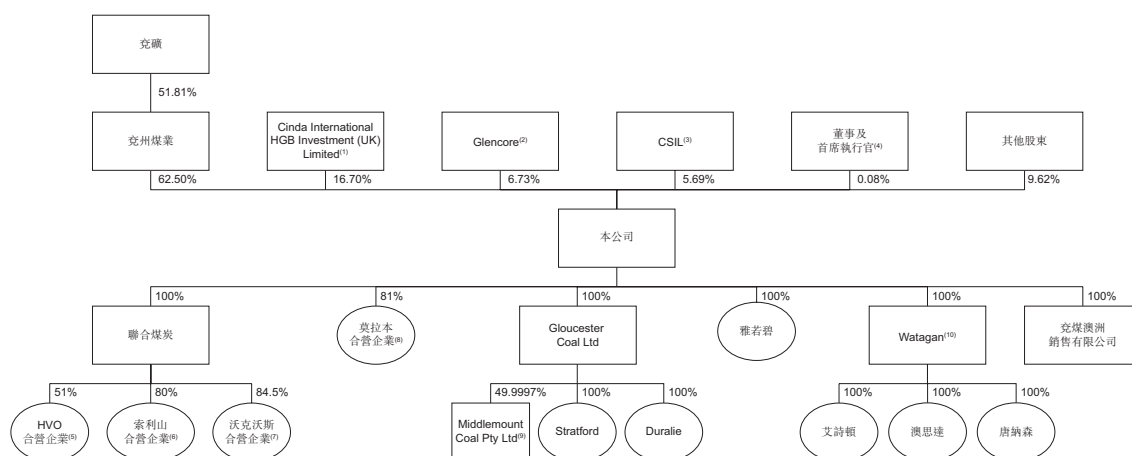 兗礦
51.81%
兗州煤業
Cinda International
HGB Investment (UK)
Limited(1)
Glencore(2)
CSIL(3)
董事及
首席執行官(4)
其他股東
62.50%
16.70%
6.73%
5.69%
0.08%
9.62%
本公司
100%
81%
100%
100%
100%
100%
聯合煤炭
莫拉本
合營企業(8)
Gloucester
Coal Ltd
雅若碧
Watagan(10)
兗煤澳洲
銷售有限公司
51%
80%
84.5%
49.9997%
100%
100%
100%
100%
100%
HVO
合營企業(5)
索利山
合營企業(6)
沃克沃斯
合營企業(7)
Middlemount
Coal Pty Ltd(9)
Stratford
Duralie
艾詩頓
澳思達
唐納森